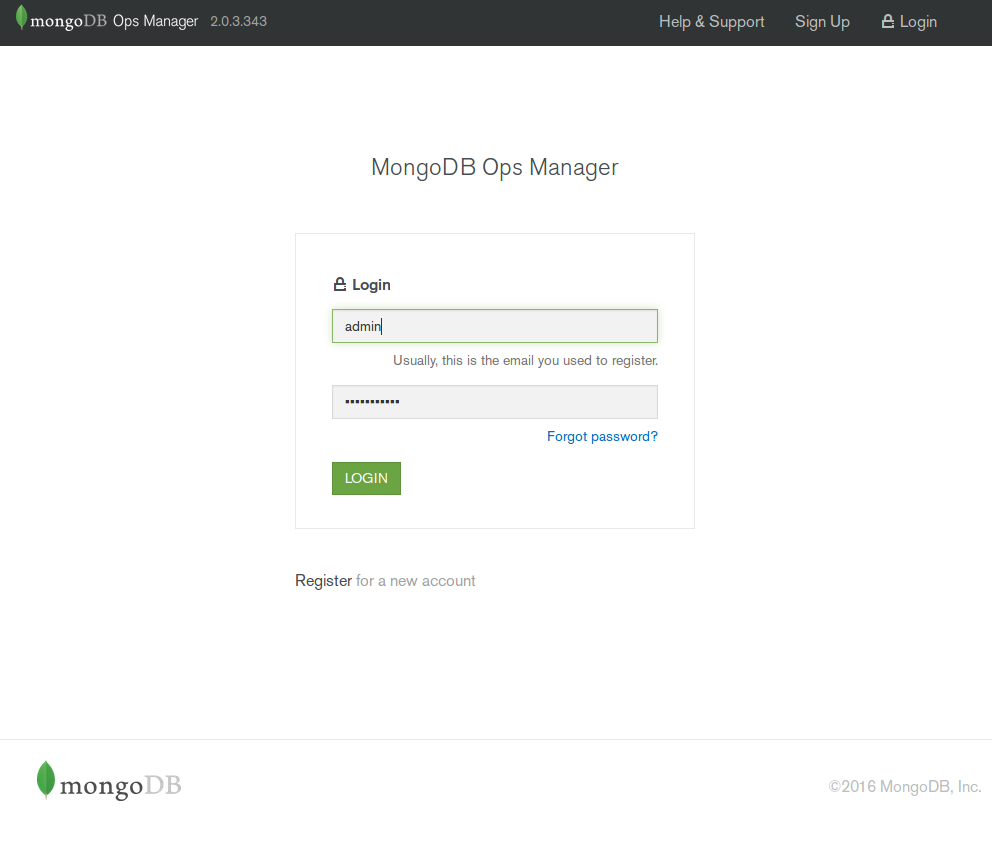 mongoDB Ops Manager 2.0.3.343 Help & Support Sign Up Login
MongoDB Ops Manager
Login
admin
Usually, this is the email you used to register.
•••••••••••
Forgot password?
LOGIN
Register for a new account
mongoDB ©2016 MongoDB, Inc.